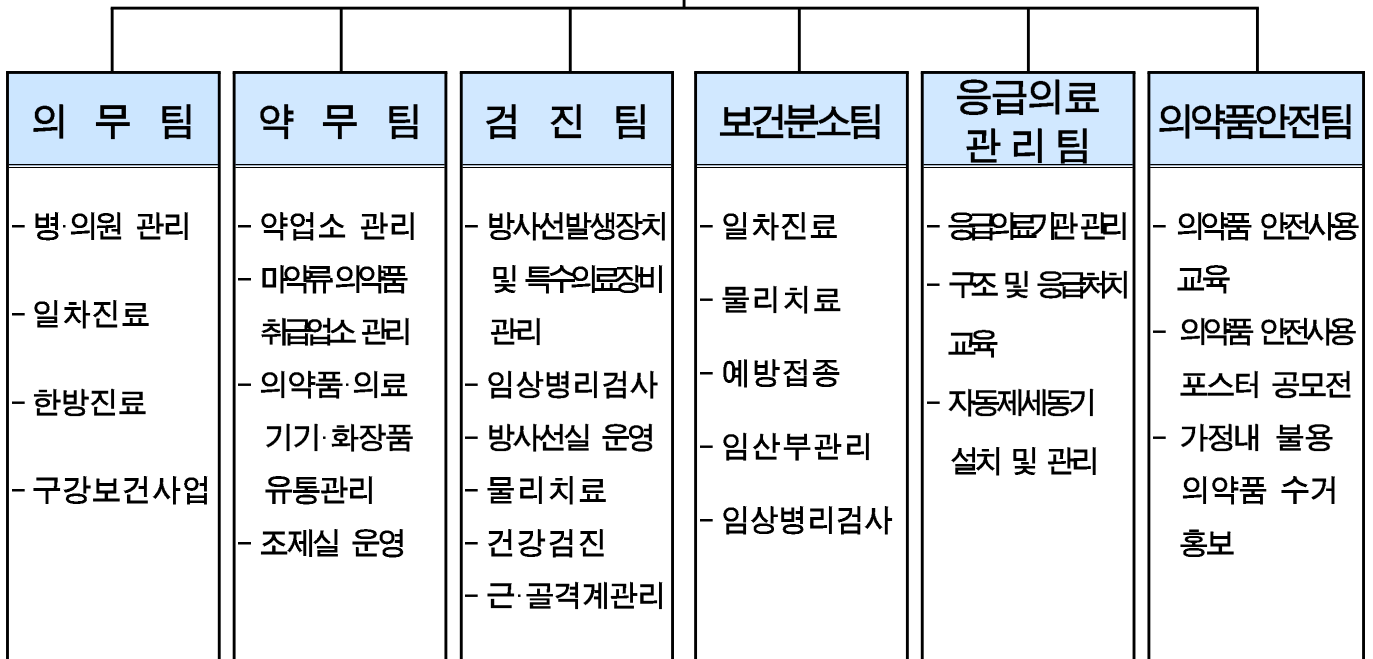 의 무 팀
- 병·의원 관리
- 일차진료
- 한방진료
- 구강보건사업
약 무 팀
- 약업소 관리
- 마약류의약품
취급업소 관리
- 의약품·의료
기기·화장품
유통관리
- 조제실 운영
검 진 팀
- 방사선발생장치
및 특수의료장비
관리
- 임상병리검사
- 방사선실 운영
- 물리치료
- 건강검진
- 근·골격계관리
보건분소팀
- 일차진료
- 물리치료
- 예방접종
- 임산부관리
- 임상병리검사
응급의료
관 리 팀
- 응급의료기관 관리
- 구조 및 응급처치
교육
- 자동제세동기
설치 및 관리
의약품안전팀
- 의약품 안전사용
교육
- 의약품 안전사용
포스터 공모전
- 가정내 불용
의약품 수거
홍보